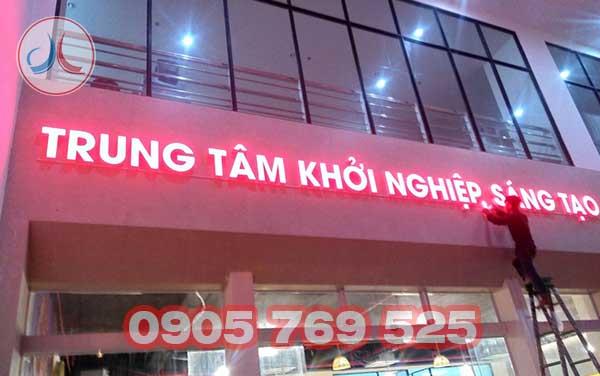 TRUNG TÂM KHỞI NGHIỆP SÁNG TẠO
0905 769 525